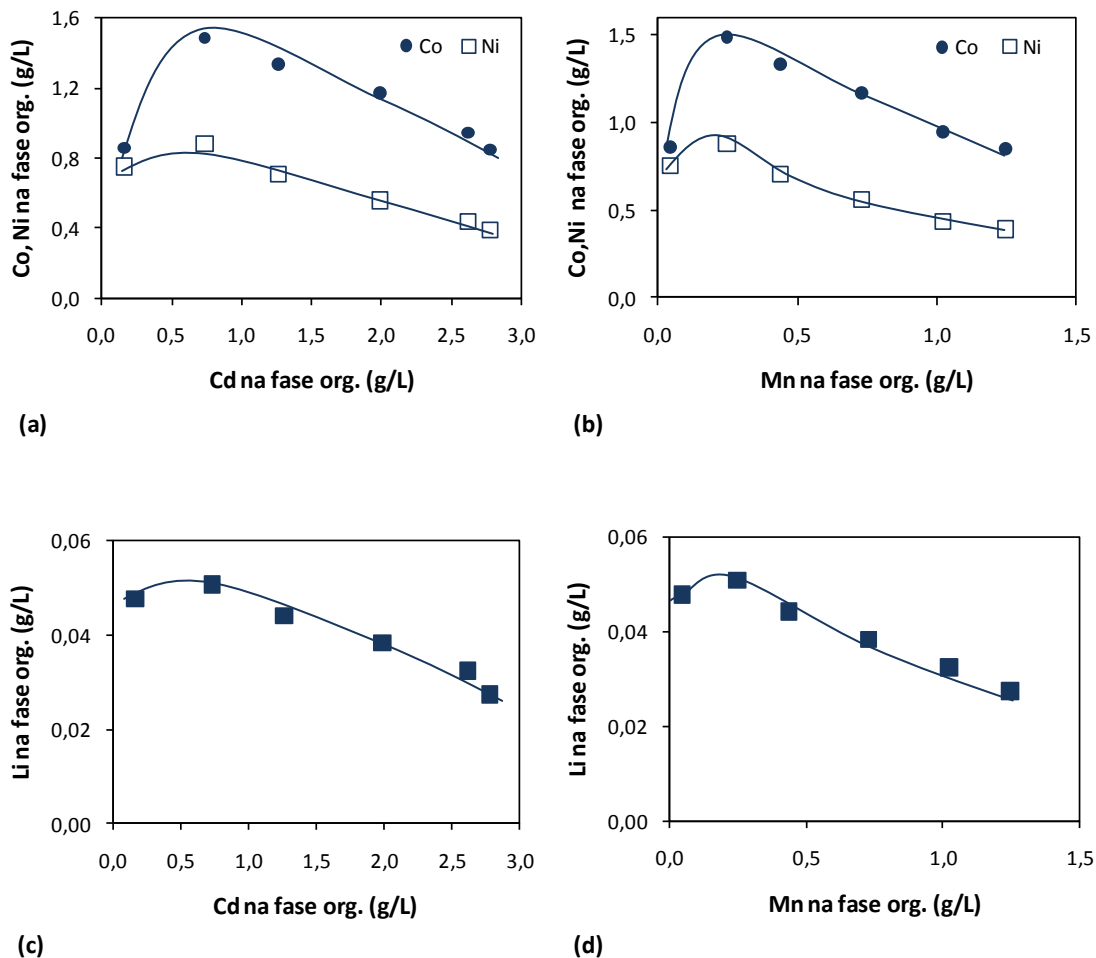 Co, Ni na fase org. (g/L)
1,6
1,2
0,8
0,4
0,0
Co
Ni
0,0 0,5 1,0 1,5 2,0 2,5 3,0
Cd na fase org. (g/L)
(a)
Co,Ni na fase org. (g/L)
1,5
1,0
0,5
0,0
Co
Ni
0,0 0,5 1,0 1,5
Mn na fase org. (g/L)
(b)
Li na fase org. (g/L)
0,06
0,04
0,02
0,00
0,0 0,5 1,0 1,5 2,0 2,5 3,0
Cd na fase org. (g/L)
(c)
Li na fase org. (g/L)
0,06
0,04
0,02
0,00
0,0 0,5 1,0 1,5
Mn na fase org. (g/L)
(d)